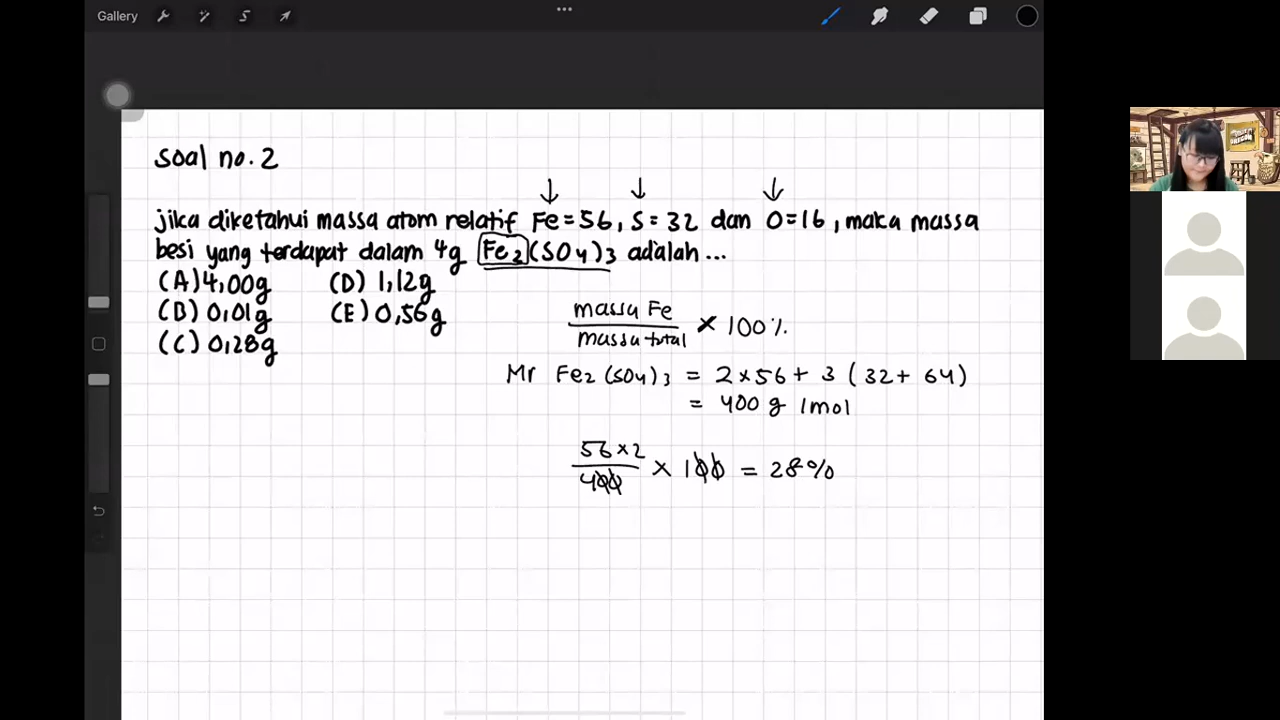 Gallery
soal no. 2
jika diketahui massa atom relatif Fe = 56, S = 32 dan O = 16, maka massa
besi yang terdapat dalam 4g Fe₂(SO₄)₃ adalah ...
(A) 4,00g (D) 1,12g
(B) 0,01g (E) 0,56g
(C) 0,28g
massa Fe
massa total
× 100%
Mr Fe₂(SO₄)₃ = 2×56 + 3 (32 + 64)
= 400 g /mol
56×2
400
× 100 = 28%